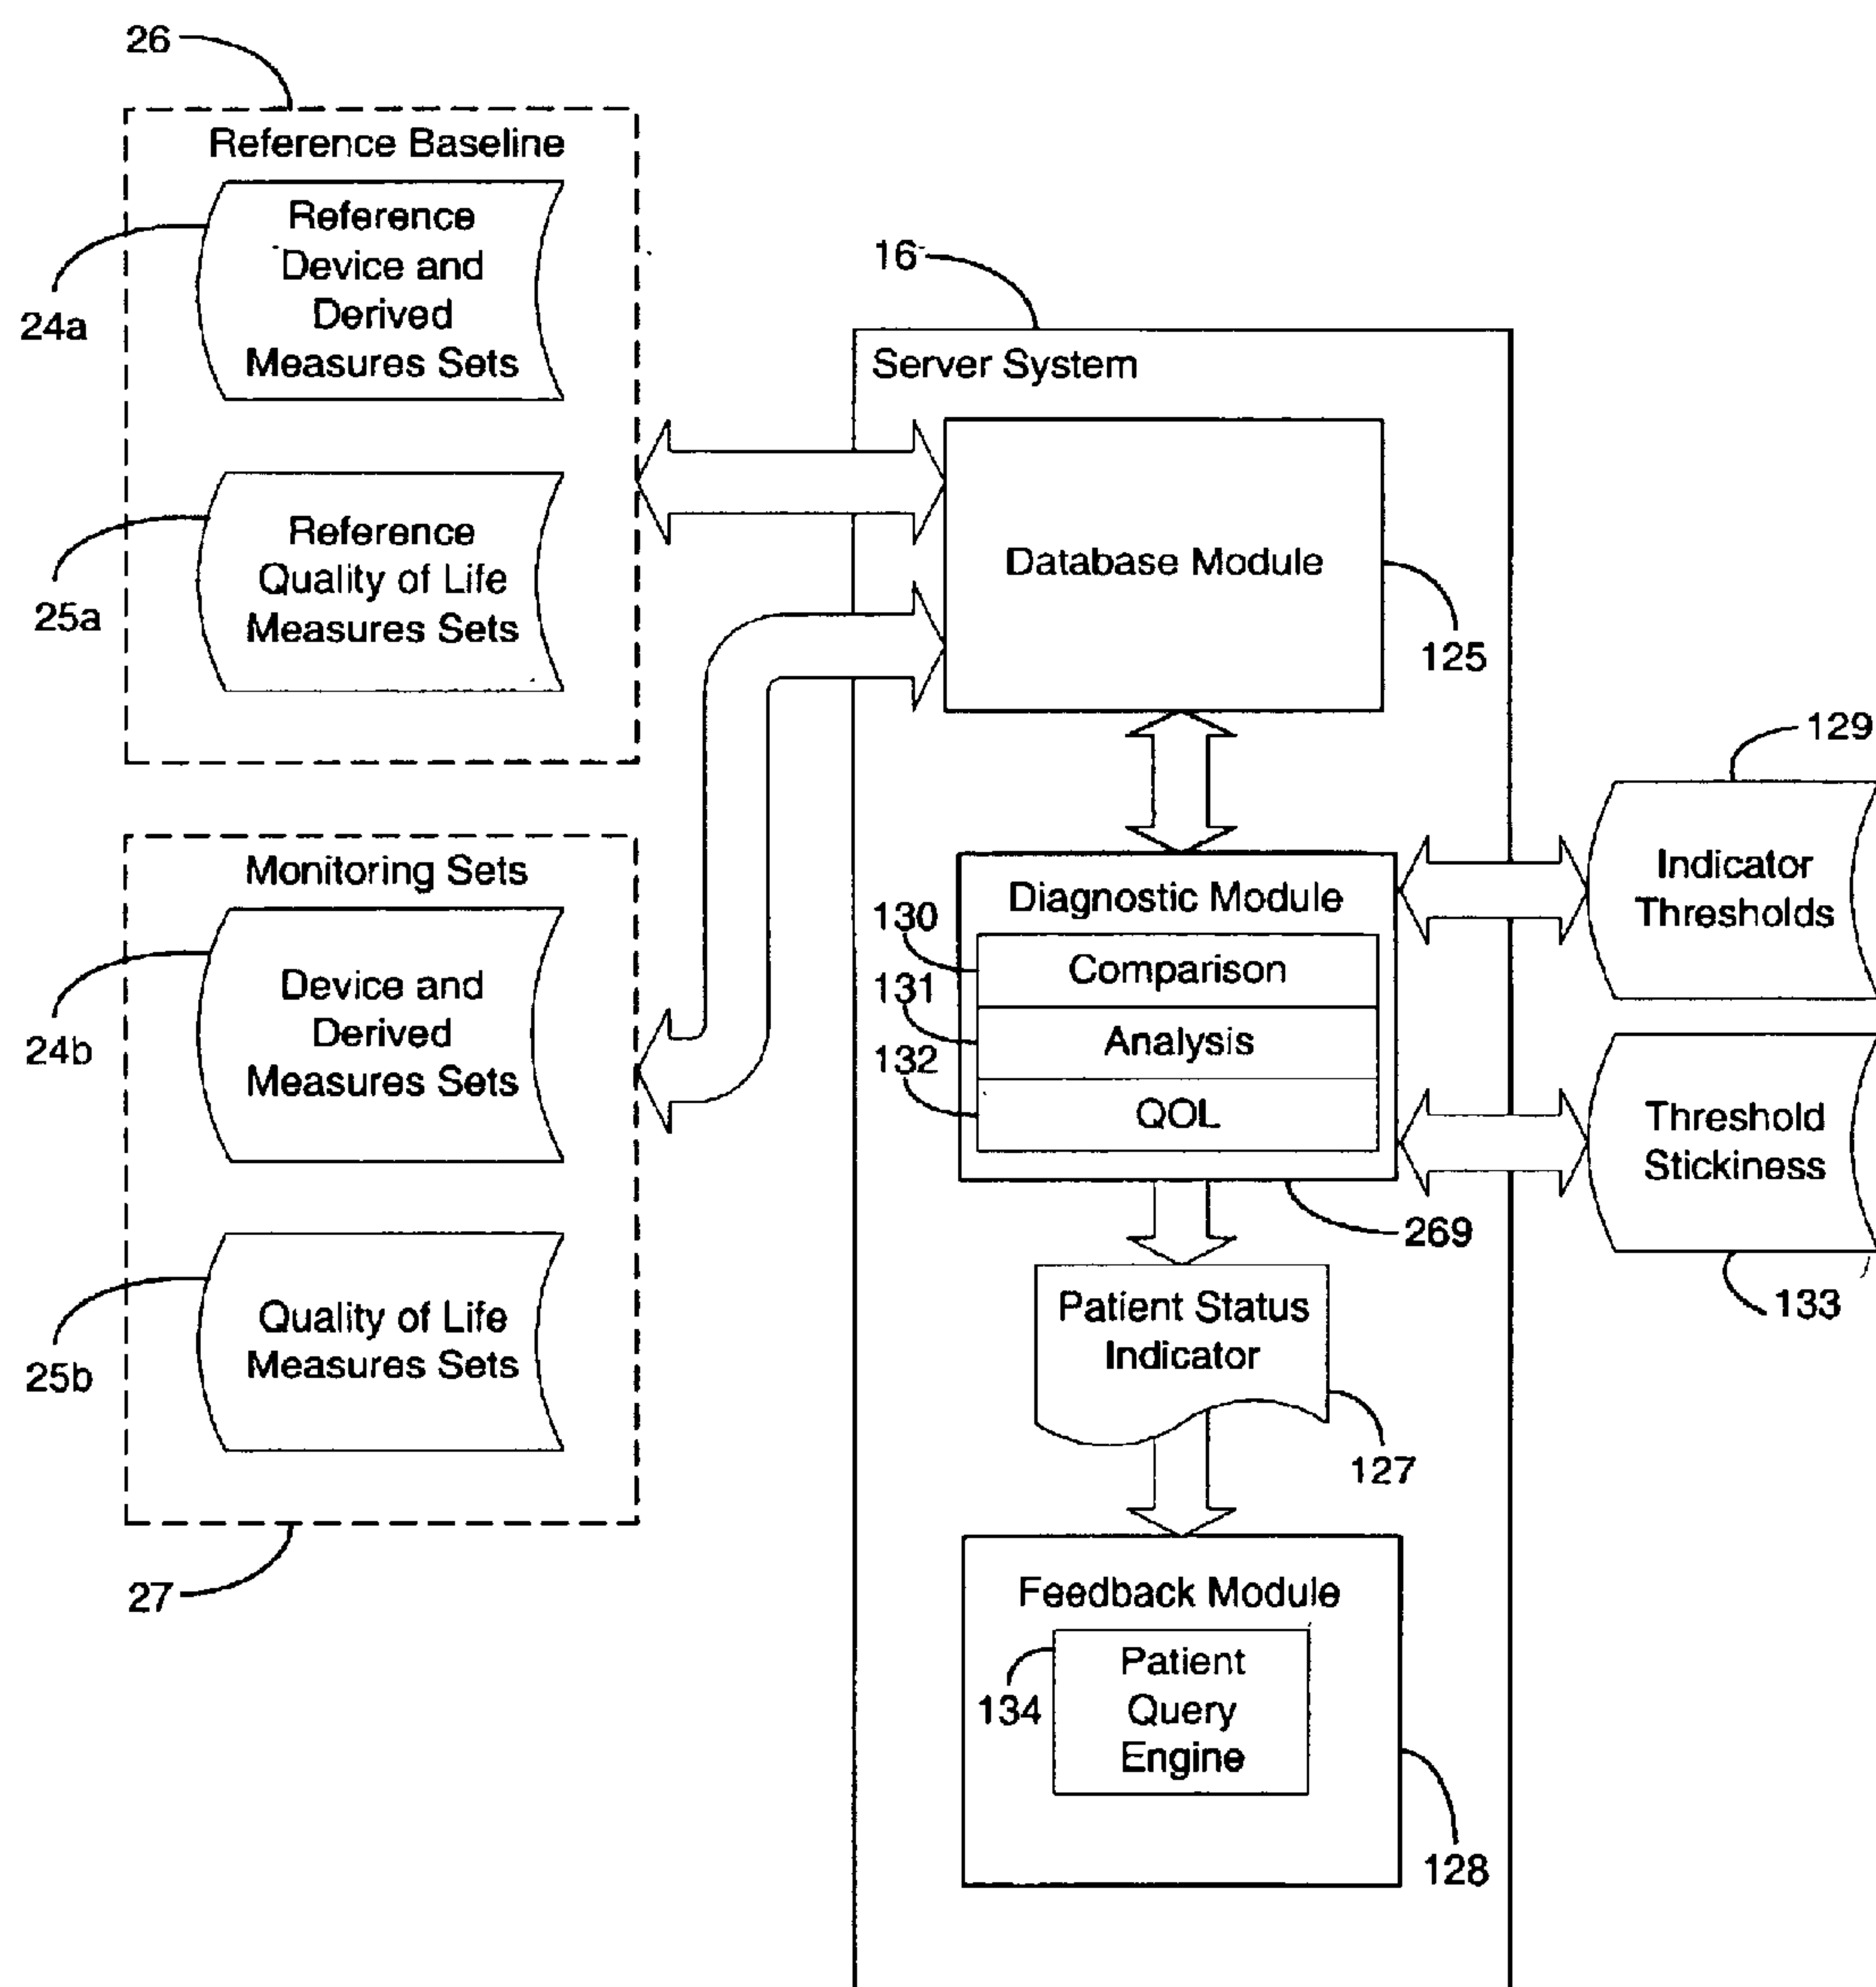 26
Reference Baseline
Reference
Device and
Derived
Measures Sets
24a
Reference
Quality of Life
Measures Sets
25a
Monitoring Sets
Device and
Derived
Measures Sets
24b
Quality of Life
Measures Sets
25b
27
16
Server System
Database Module
125
Diagnostic Module
130
Comparison
131
Analysis
132
QOL
269
129
Indicator
Thresholds
Threshold
Stickiness
133
Patient Status
Indicator
127
Feedback Module
Patient
Query
Engine
134
128